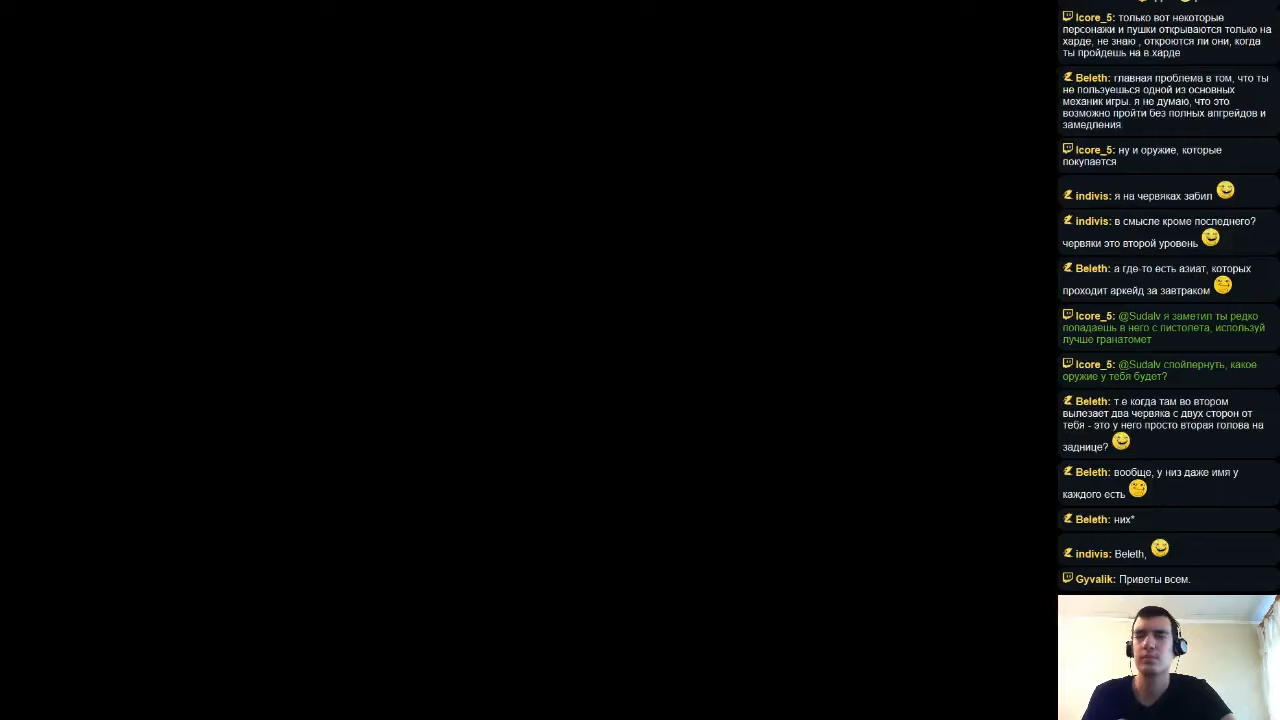 Icore_5: только вот некоторые
персонажи и пушки открываются только на
харде, не знаю , откроются ли они, когда
ты пройдешь на в харде
Beleth: главная проблема в том, что ты
не пользуешься одной из основных
механик игры. я не думаю, что это
возможно пройти без полных апгрейдов и
замедления.
Icore_5: ну и оружие, которые
покупается
indivis: я на червяках забил
indivis: в смысле кроме последнего?
червяки это второй уровень
Beleth: а где-то есть азиат, которых
проходит аркейд за завтраком
Icore_5: @Sudalv я заметил ты редко
попадаешь в него с пистолета, используй
лучше гранатомет
Icore_5: @Sudalv спойлернуть, какое
оружие у тебя будет?
Beleth: т.е когда там во втором
вылезает два червяка с двух сторон от
тебя - это у него просто вторая голова на
заднице?
Beleth: вообще, у низ даже имя у
каждого есть
Beleth: них*
indivis: Beleth,
Gyvalik: Приветы всем.